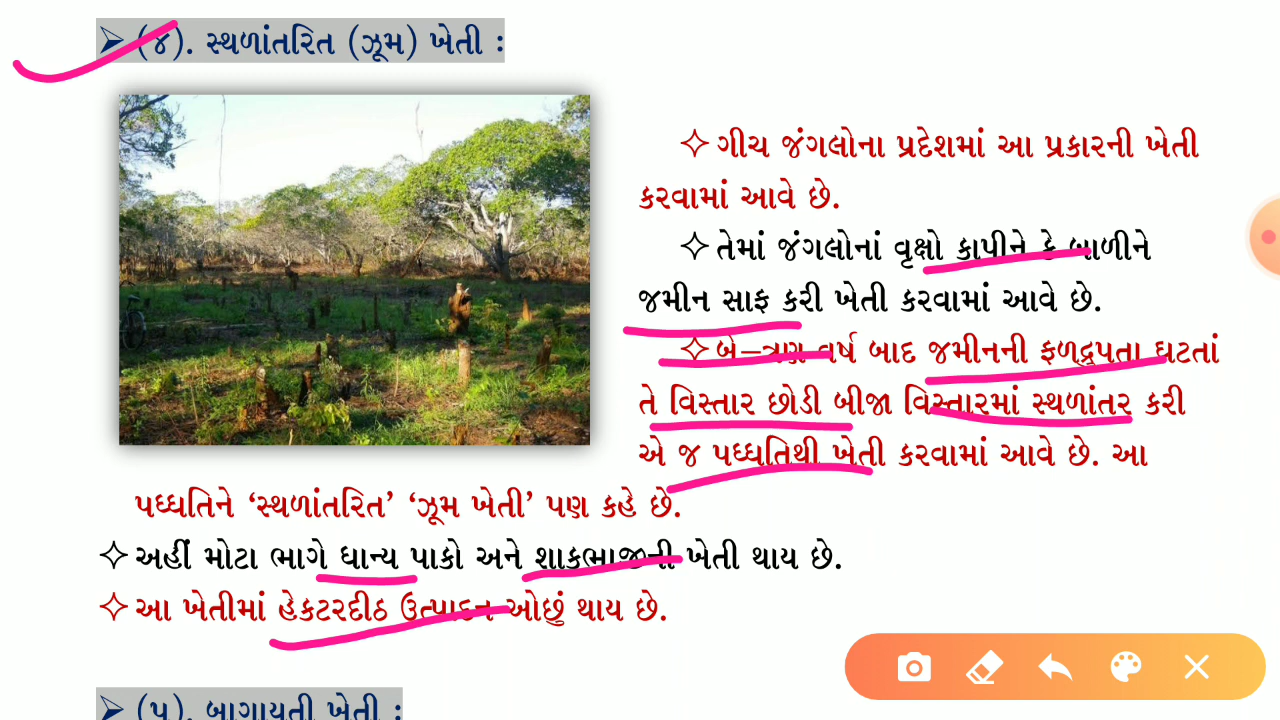 ➢ (૪). સ્થળાંતરિત (ઝૂમ) ખેતી :
✧ ગીચ જંગલોના પ્રદેશમાં આ પ્રકારની ખેતી
કરવામાં આવે છે.
✧ તેમાં જંગલોનાં વૃક્ષો કાપીને કે બાળીને
જમીન સાફ કરી ખેતી કરવામાં આવે છે.
✧ બે–ત્રણ વર્ષ બાદ જમીનની ફળદ્રુપતા ઘટતાં
તે વિસ્તાર છોડી બીજા વિસ્તારમાં સ્થળાંતર કરી
એ જ પધ્ધતિથી ખેતી કરવામાં આવે છે. આ
પધ્ધતિને ‘સ્થળાંતરિત’ ‘ઝૂમ ખેતી’ પણ કહે છે.
✧ અહીં મોટા ભાગે ધાન્ય પાકો અને શાકભાજીની ખેતી થાય છે.
✧ આ ખેતીમાં હેકટરદીઠ ઉત્પાદન ઓછું થાય છે.
➢ (૫). બાગાયતી ખેતી :